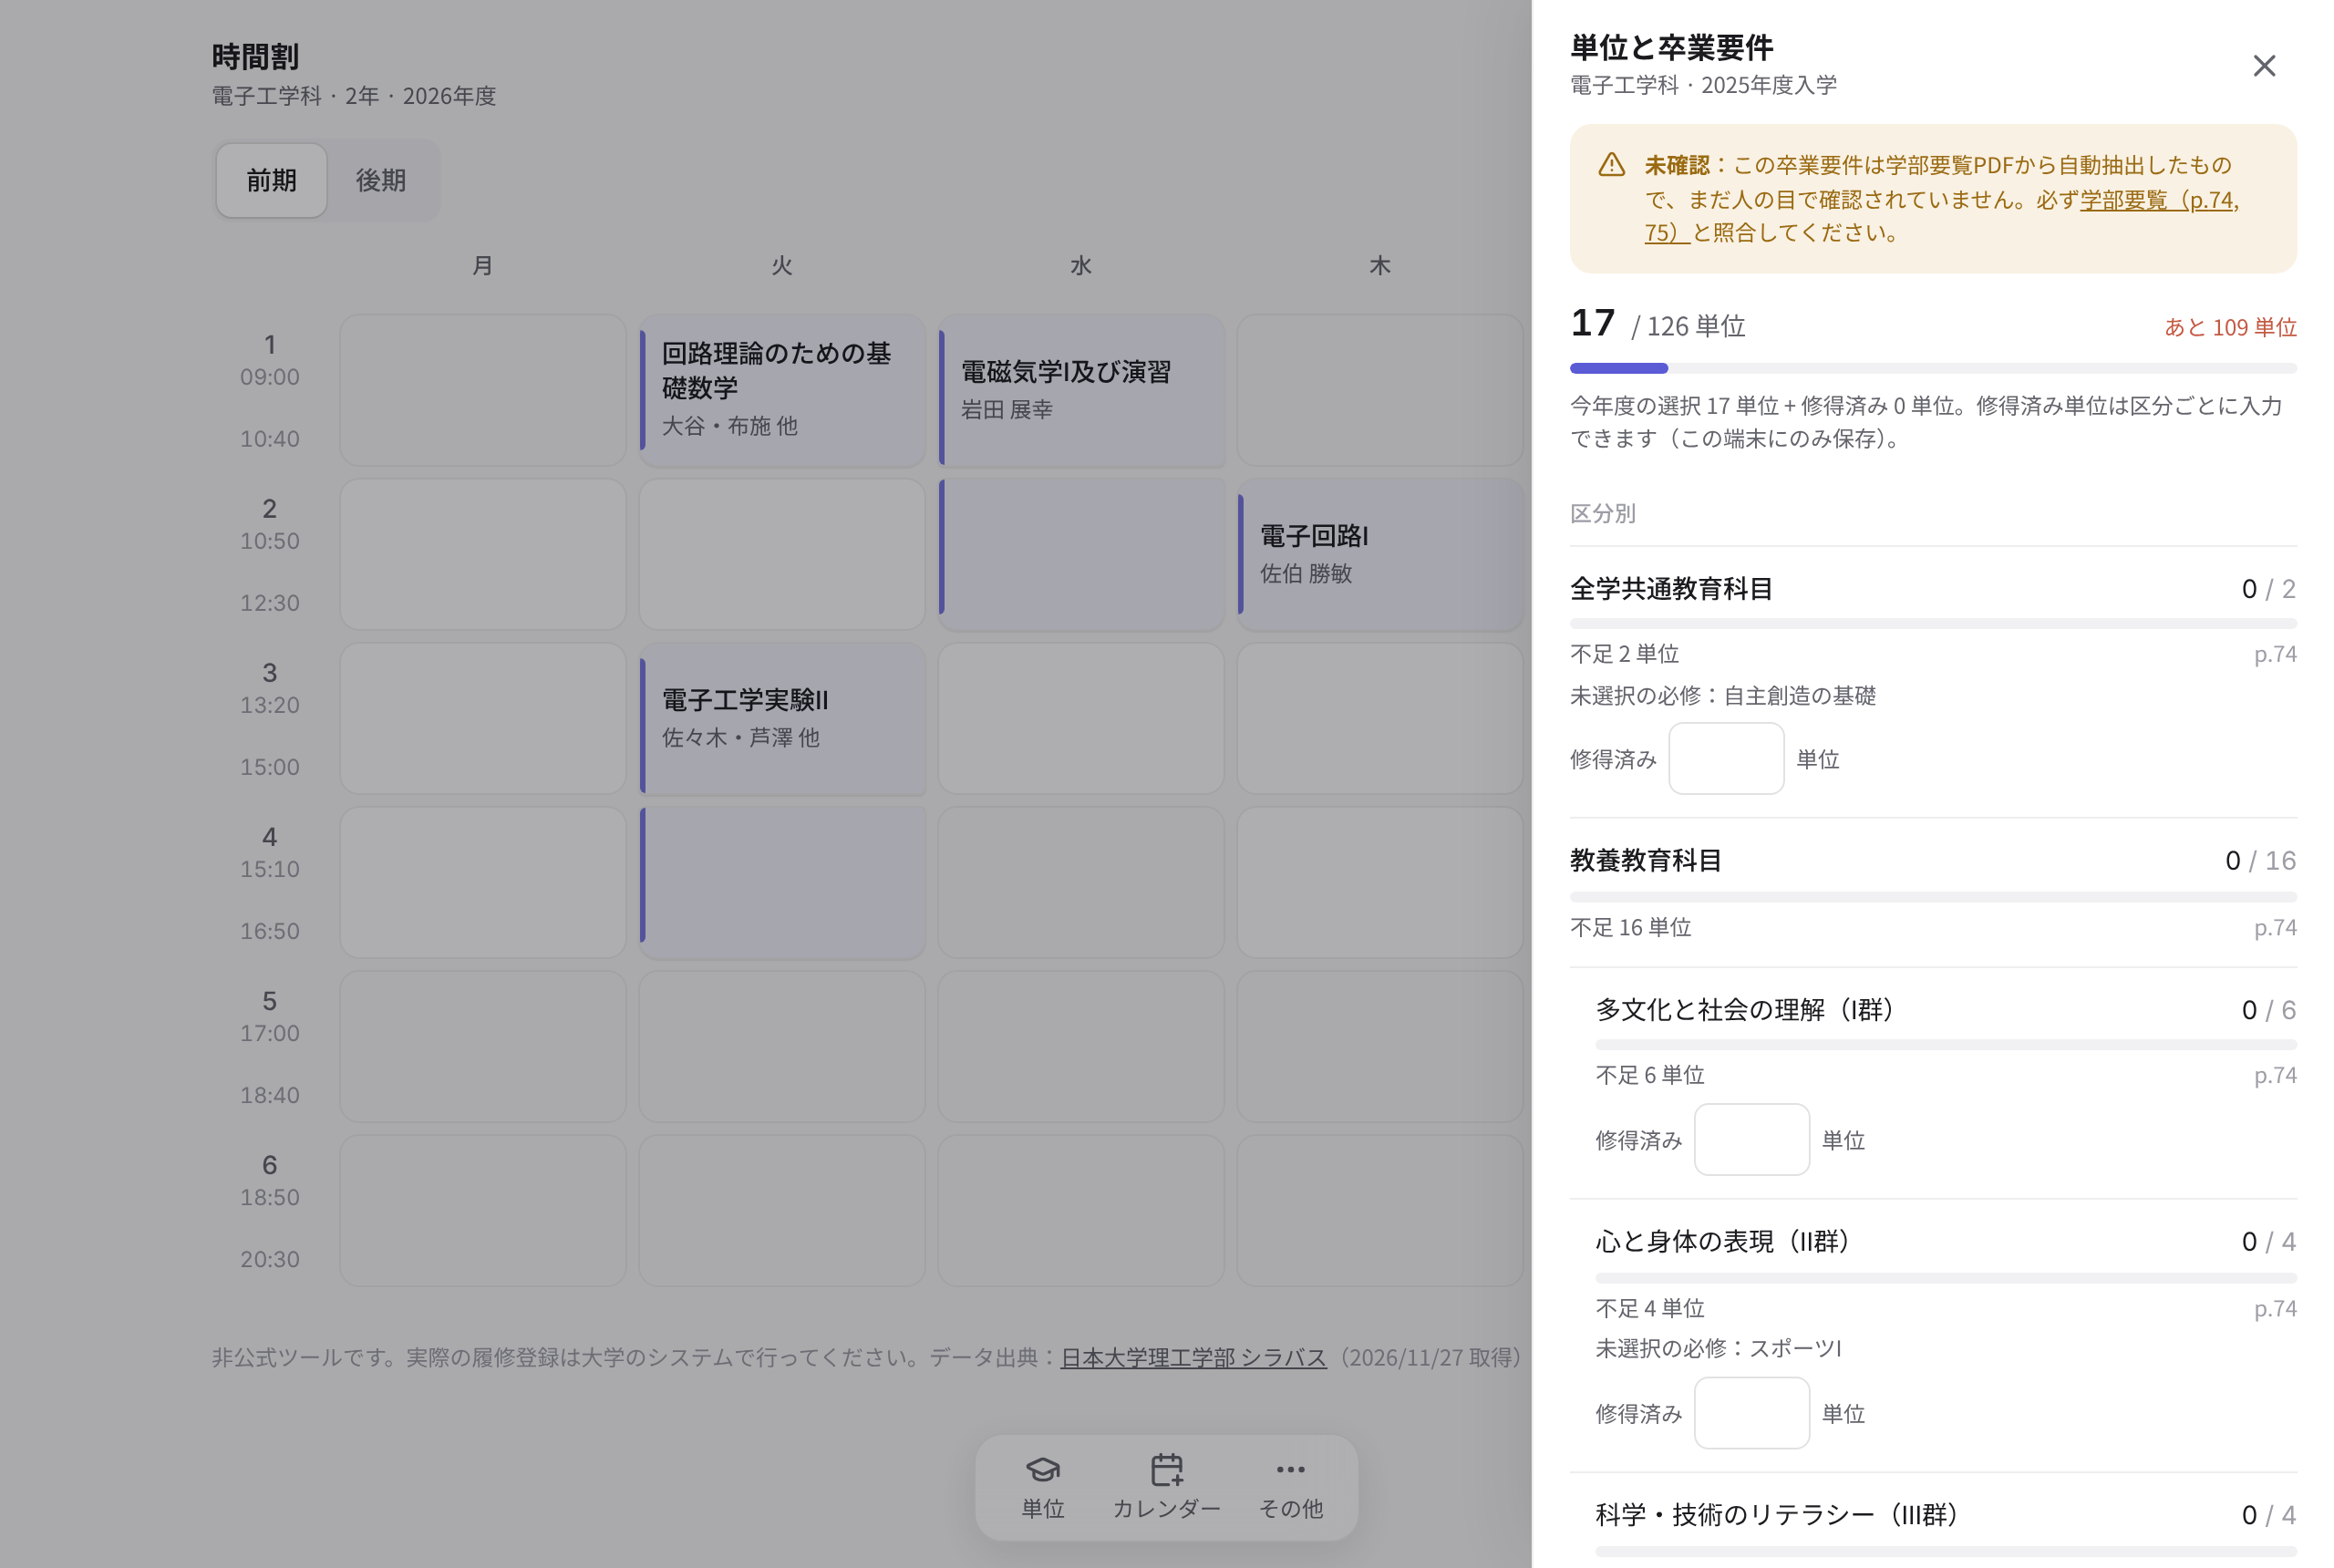 時間割
電子工学科・2年・2026年度
前期 後期
月 火 水 木
1
09:00
10:40
回路理論のための基
礎数学
大谷・布施 他
電磁気学I及び演習
岩田 展幸
2
10:50
12:30
電子回路I
佐伯 勝敏
3
13:20
15:00
電子工学実験II
佐々木・芦澤 他
4
15:10
16:50
5
17:00
18:40
6
18:50
20:30
非公式ツールです。実際の履修登録は大学のシステムで行ってください。データ出典：日本大学理工学部 シラバス（2026/11/27 取得）
単位 カレンダー その他
単位と卒業要件
電子工学科・2025年度入学
未確認：この卒業要件は学部要覧PDFから自動抽出したもの
で、まだ人の目で確認されていません。必ず学部要覧（p.74,
75）と照合してください。
17 / 126 単位 あと 109 単位
今年度の選択 17 単位 + 修得済み 0 単位。修得済み単位は区分ごとに入力
できます（この端末にのみ保存）。
区分別
全学共通教育科目 0 / 2
不足 2 単位 p.74
未選択の必修：自主創造の基礎
修得済み 単位
教養教育科目 0 / 16
不足 16 単位 p.74
多文化と社会の理解（I群） 0 / 6
不足 6 単位 p.74
修得済み 単位
心と身体の表現（II群） 0 / 4
不足 4 単位 p.74
未選択の必修：スポーツI
修得済み 単位
科学・技術のリテラシー（III群） 0 / 4